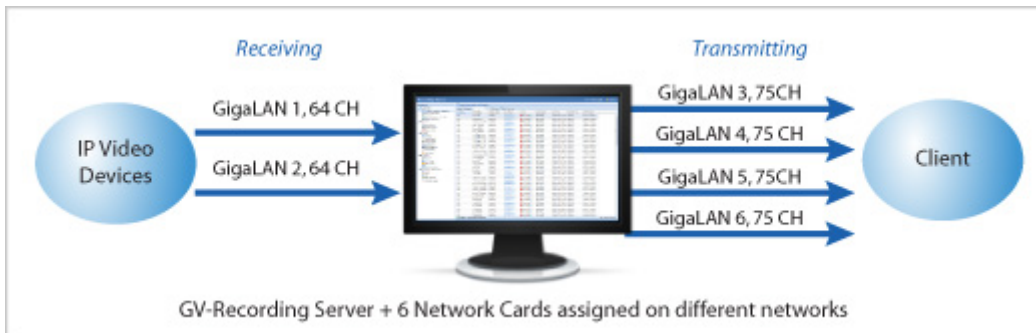 Receiving
Transmitting
GigaLAN 1, 64 CH
GigaLAN 2, 64 CH
IP Video
Devices
GigaLAN 3, 75CH
GigaLAN 4, 75 CH
GigaLAN 5, 75CH
GigaLAN 6, 75 CH
Client
GV-Recording Server + 6 Network Cards assigned on different networks